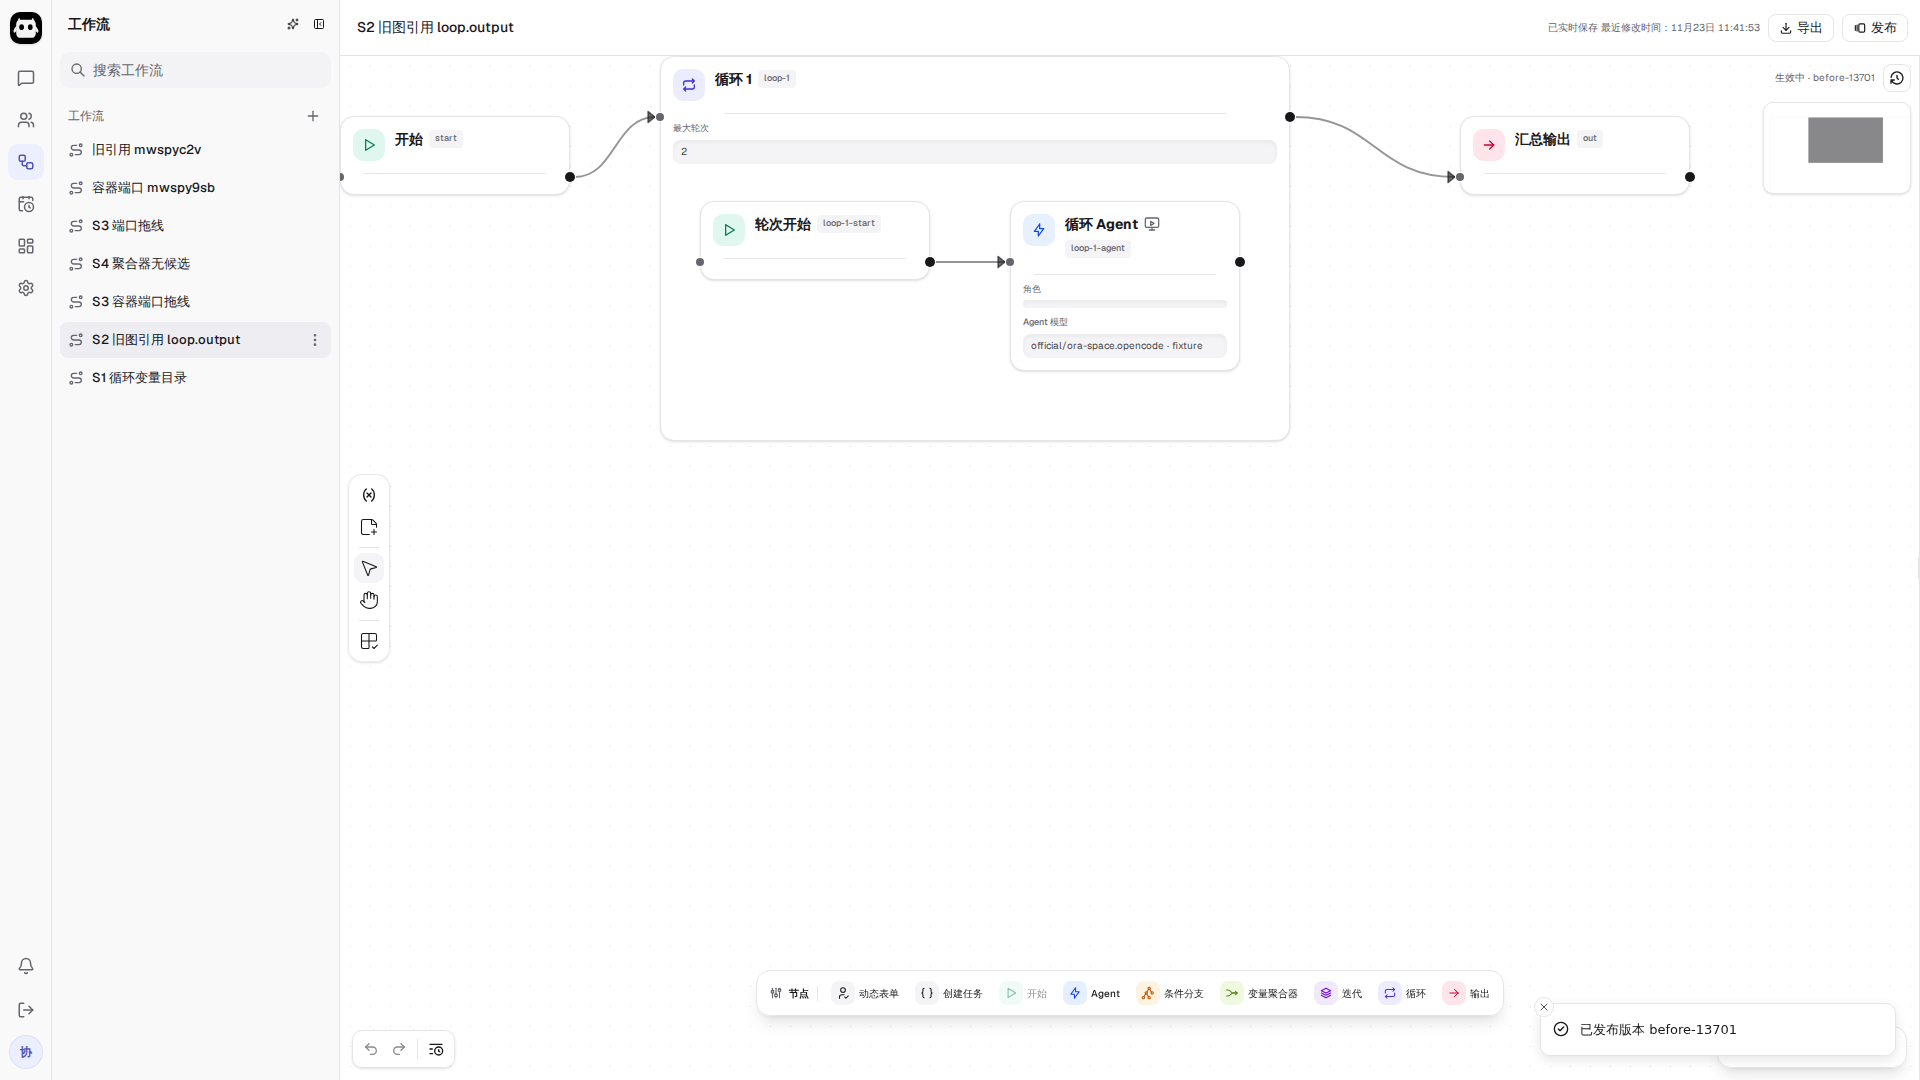 工作流
搜索工作流
工作流
旧引用 mwspyc2v
容器端口 mwspy9sb
S3 端口拖线
S4 聚合器无候选
S3 容器端口拖线
S2 旧图引用 loop.output
S1 循环变量目录
协
S2 旧图引用 loop.output
已实时保存 最近修改时间：11月23日 11:41:53
导出
发布
生效中 · before-13701
开始
start
循环 1
loop-1
最大轮次
2
轮次开始
loop-1-start
循环 Agent
loop-1-agent
角色
Agent 模型
official/ora-space.opencode · fixture
汇总输出
out
节点
动态表单
创建任务
开始
Agent
条件分支
变量聚合器
迭代
循环
输出
已发布版本 before-13701